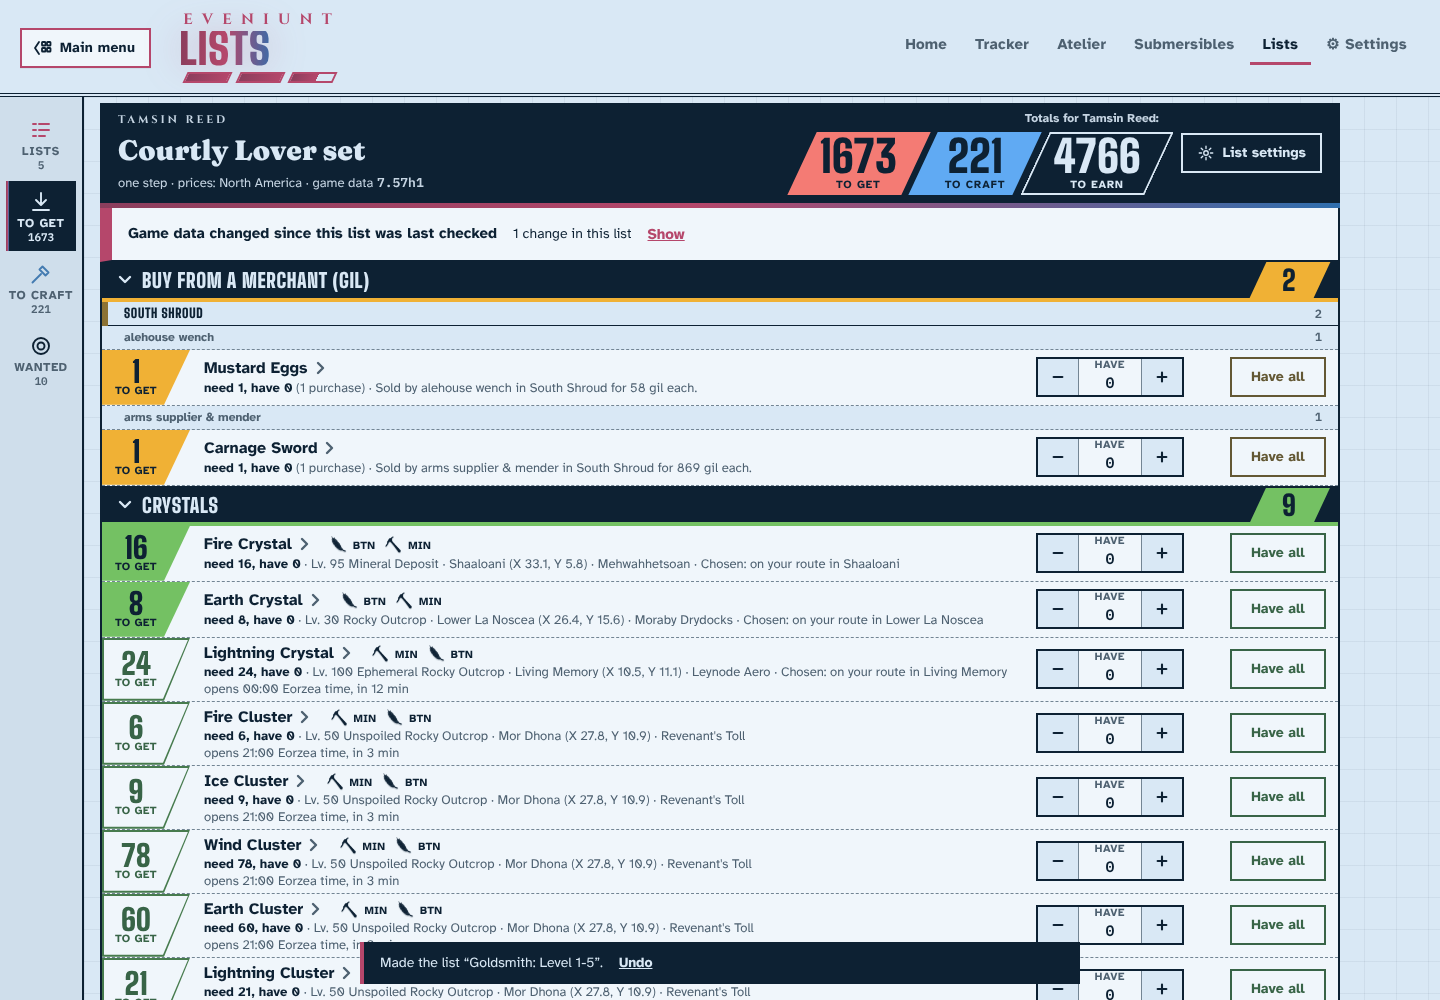 Main menu
EVENIUNT
LISTS
Home
Tracker
Atelier
Submersibles
Lists
Settings
LISTS
5
TO GET
1673
TO CRAFT
221
WANTED
10
TAMSIN REED
Courtly Lover set
one step · prices: North America · game data 7.57h1
Totals for Tamsin Reed:
1673
TO GET
221
TO CRAFT
4766
TO EARN
List settings
Game data changed since this list was last checked
1 change in this list
Show
BUY FROM A MERCHANT (GIL)
2
SOUTH SHROUD
2
alehouse wench
1
1
TO GET
Mustard Eggs
need 1, have 0 (1 purchase) · Sold by alehouse wench in South Shroud for 58 gil each.
−
HAVE
0
+
Have all
arms supplier & mender
1
1
TO GET
Carnage Sword
need 1, have 0 (1 purchase) · Sold by arms supplier & mender in South Shroud for 869 gil each.
−
HAVE
0
+
Have all
CRYSTALS
9
16
TO GET
Fire Crystal
BTN
MIN
need 16, have 0 · Lv. 95 Mineral Deposit · Shaaloani (X 33.1, Y 5.8) · Mehwahhetsoan · Chosen: on your route in Shaaloani
−
HAVE
0
+
Have all
8
TO GET
Earth Crystal
BTN
MIN
need 8, have 0 · Lv. 30 Rocky Outcrop · Lower La Noscea (X 26.4, Y 15.6) · Moraby Drydocks · Chosen: on your route in Lower La Noscea
−
HAVE
0
+
Have all
24
TO GET
Lightning Crystal
MIN
BTN
need 24, have 0 · Lv. 100 Ephemeral Rocky Outcrop · Living Memory (X 10.5, Y 11.1) · Leynode Aero · Chosen: on your route in Living Memory
opens 00:00 Eorzea time, in 12 min
−
HAVE
0
+
Have all
6
TO GET
Fire Cluster
MIN
BTN
need 6, have 0 · Lv. 50 Unspoiled Rocky Outcrop · Mor Dhona (X 27.8, Y 10.9) · Revenant's Toll
opens 21:00 Eorzea time, in 3 min
−
HAVE
0
+
Have all
9
TO GET
Ice Cluster
MIN
BTN
need 9, have 0 · Lv. 50 Unspoiled Rocky Outcrop · Mor Dhona (X 27.8, Y 10.9) · Revenant's Toll
opens 21:00 Eorzea time, in 3 min
−
HAVE
0
+
Have all
78
TO GET
Wind Cluster
MIN
BTN
need 78, have 0 · Lv. 50 Unspoiled Rocky Outcrop · Mor Dhona (X 27.8, Y 10.9) · Revenant's Toll
opens 21:00 Eorzea time, in 3 min
−
HAVE
0
+
Have all
60
TO GET
Earth Cluster
MIN
BTN
need 60, have 0 · Lv. 50 Unspoiled Rocky Outcrop · Mor Dhona (X 27.8, Y 10.9) · Revenant's Toll
opens 21:00 Eorzea time, in
−
HAVE
0
+
Have all
21
TO GET
Lightning Cluster
need 21, have 0 · Lv. 50 Unspoiled Rocky Outcrop · Mor Dhona (X 27.8, Y 10.9) · Revenant's Toll
−
HAVE
0
+
Have all
Made the list “Goldsmith: Level 1-5”.
Undo